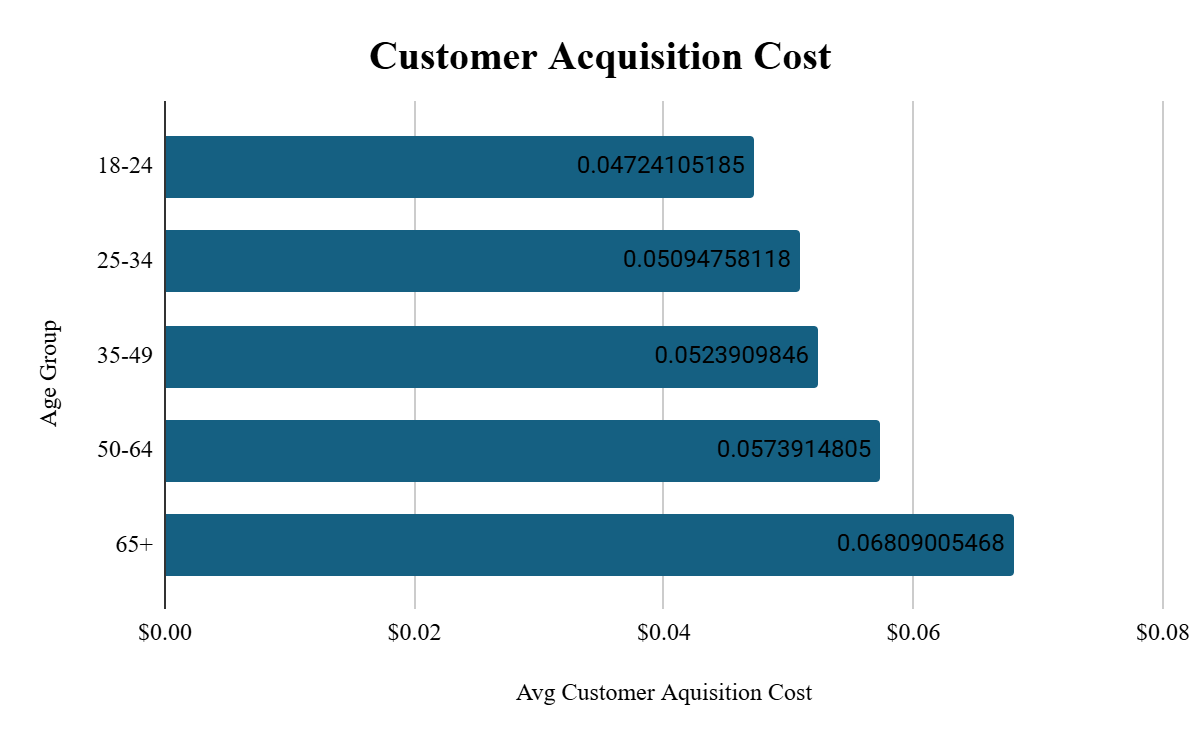 Customer Acquisition Cost
Age Group
18-24
0.04724105185
25-34
0.05094758118
35-49
0.0523909846
50-64
0.0573914805
65+
0.06809005468
$0.00 $0.02 $0.04 $0.06 $0.08
Avg Customer Aquisition Cost